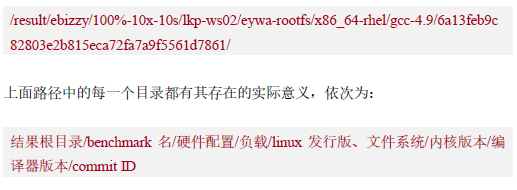 /result/ebizzy/100%-10x-10s/lkp-ws02/eywa-rootfs/x86_64-rhel/gcc-4.9/6a13feb9c
82803e2b815eca72fa7a9f5561d7861/
上面路径中的每一个目录都有其存在的实际意义，依次为：
结果根目录/benchmark 名/硬件配置/负载/linux 发行版、文件系统/内核版本/编
译器版本/commit ID